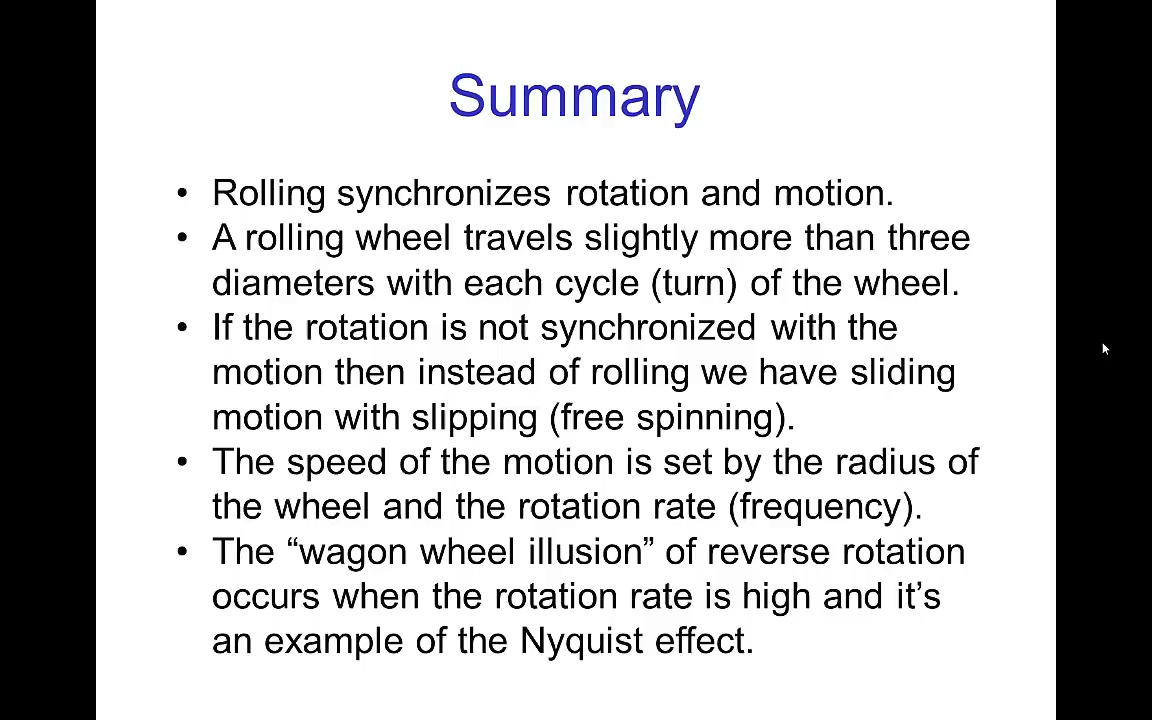 Summary
• Rolling synchronizes rotation and motion.
• A rolling wheel travels slightly more than three
diameters with each cycle (turn) of the wheel.
• If the rotation is not synchronized with the
motion then instead of rolling we have sliding
motion with slipping (free spinning).
• The speed of the motion is set by the radius of
the wheel and the rotation rate (frequency).
• The “wagon wheel illusion” of reverse rotation
occurs when the rotation rate is high and it’s
an example of the Nyquist effect.